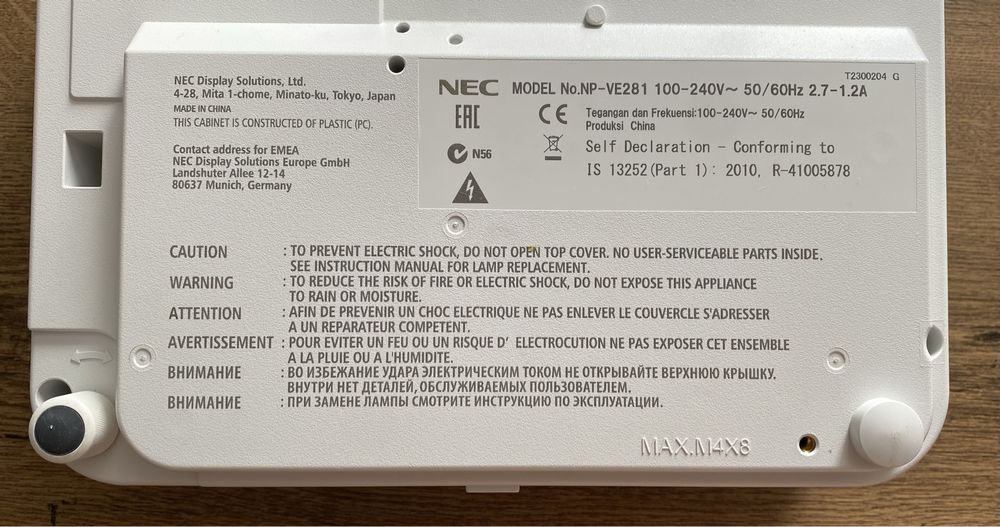 NEC Display Solutions, Ltd.
4-28, Mita 1-chome, Minato-ku, Tokyo, Japan
MADE IN CHINA
THIS CABINET IS CONSTRUCTED OF PLASTIC (PC).
Contact address for EMEA
NEC Display Solutions Europe GmbH
Landshuter Allee 12-14
80637 Munich, Germany
T2300204 G
NEC MODEL No.NP-VE281 100-240V~ 50/60Hz 2.7-1.2A
EAC
CE
Tegangan dan Frekuensi:100-240V~ 50/60Hz
Produksi China
N56
Self Declaration - Conforming to
IS 13252(Part 1): 2010, R-41005878
CAUTION : TO PREVENT ELECTRIC SHOCK, DO NOT OPEN TOP COVER. NO USER-SERVICEABLE PARTS INSIDE.
SEE INSTRUCTION MANUAL FOR LAMP REPLACEMENT.
WARNING : TO REDUCE THE RISK OF FIRE OR ELECTRIC SHOCK, DO NOT EXPOSE THIS APPLIANCE
TO RAIN OR MOISTURE.
ATTENTION : AFIN DE PREVENIR UN CHOC ELECTRIQUE NE PAS ENLEVER LE COUVERCLE S'ADRESSER
A UN REPARATEUR COMPETENT.
AVERTISSEMENT : POUR EVITER UN FEU OU UN RISQUE D' ELECTROCUTION NE PAS EXPOSER CET ENSEMBLE
A LA PLUIE OU A L'HUMIDITE.
ВНИМАНИЕ : ВО ИЗБЕЖАНИЕ УДАРА ЭЛЕКТРИЧЕСКИМ ТОКОМ НЕ ОТКРЫВАЙТЕ ВЕРХНЮЮ КРЫШКУ.
ВНУТРИ НЕТ ДЕТАЛЕЙ, ОБСЛУЖИВАЕМЫХ ПОЛЬЗОВАТЕЛЕМ.
ВНИМАНИЕ : ПРИ ЗАМЕНЕ ЛАМПЫ СМОТРИТЕ ИНСТРУКЦИЮ ПО ЭКСПЛУАТАЦИИ.
MAX.M4X8